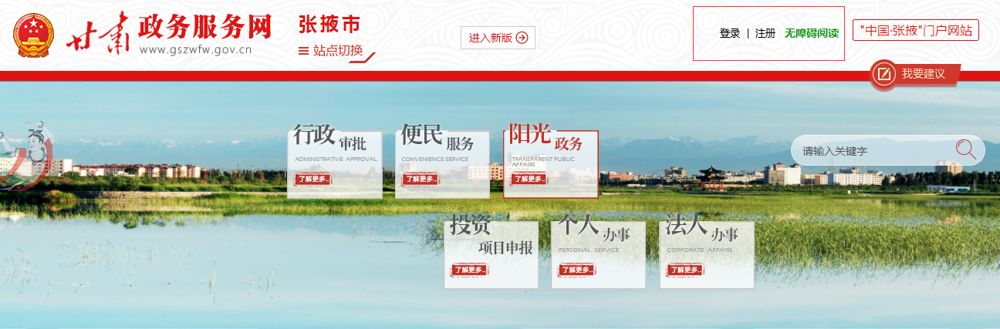 甘肃 政务服务网
www.gszwfw.gov.cn
张掖市
站点切换
进入新版
登录 | 注册 无障碍阅读
"中国·张掖"门户网站
我要建议
行政审批
ADMINISTRATIVE APPROVAL
了解更多..
便民服务
CONVENIENCE SERVICE
了解更多..
阳光政务
TRANSPARENT PUBLIC
AFFAIRS
了解更多..
请输入关键字
投资
项目申报
了解更多..
个人办事
PERSONAL SERVICE
了解更多..
法人办事
CORPORATE AFFAIRS
了解更多..